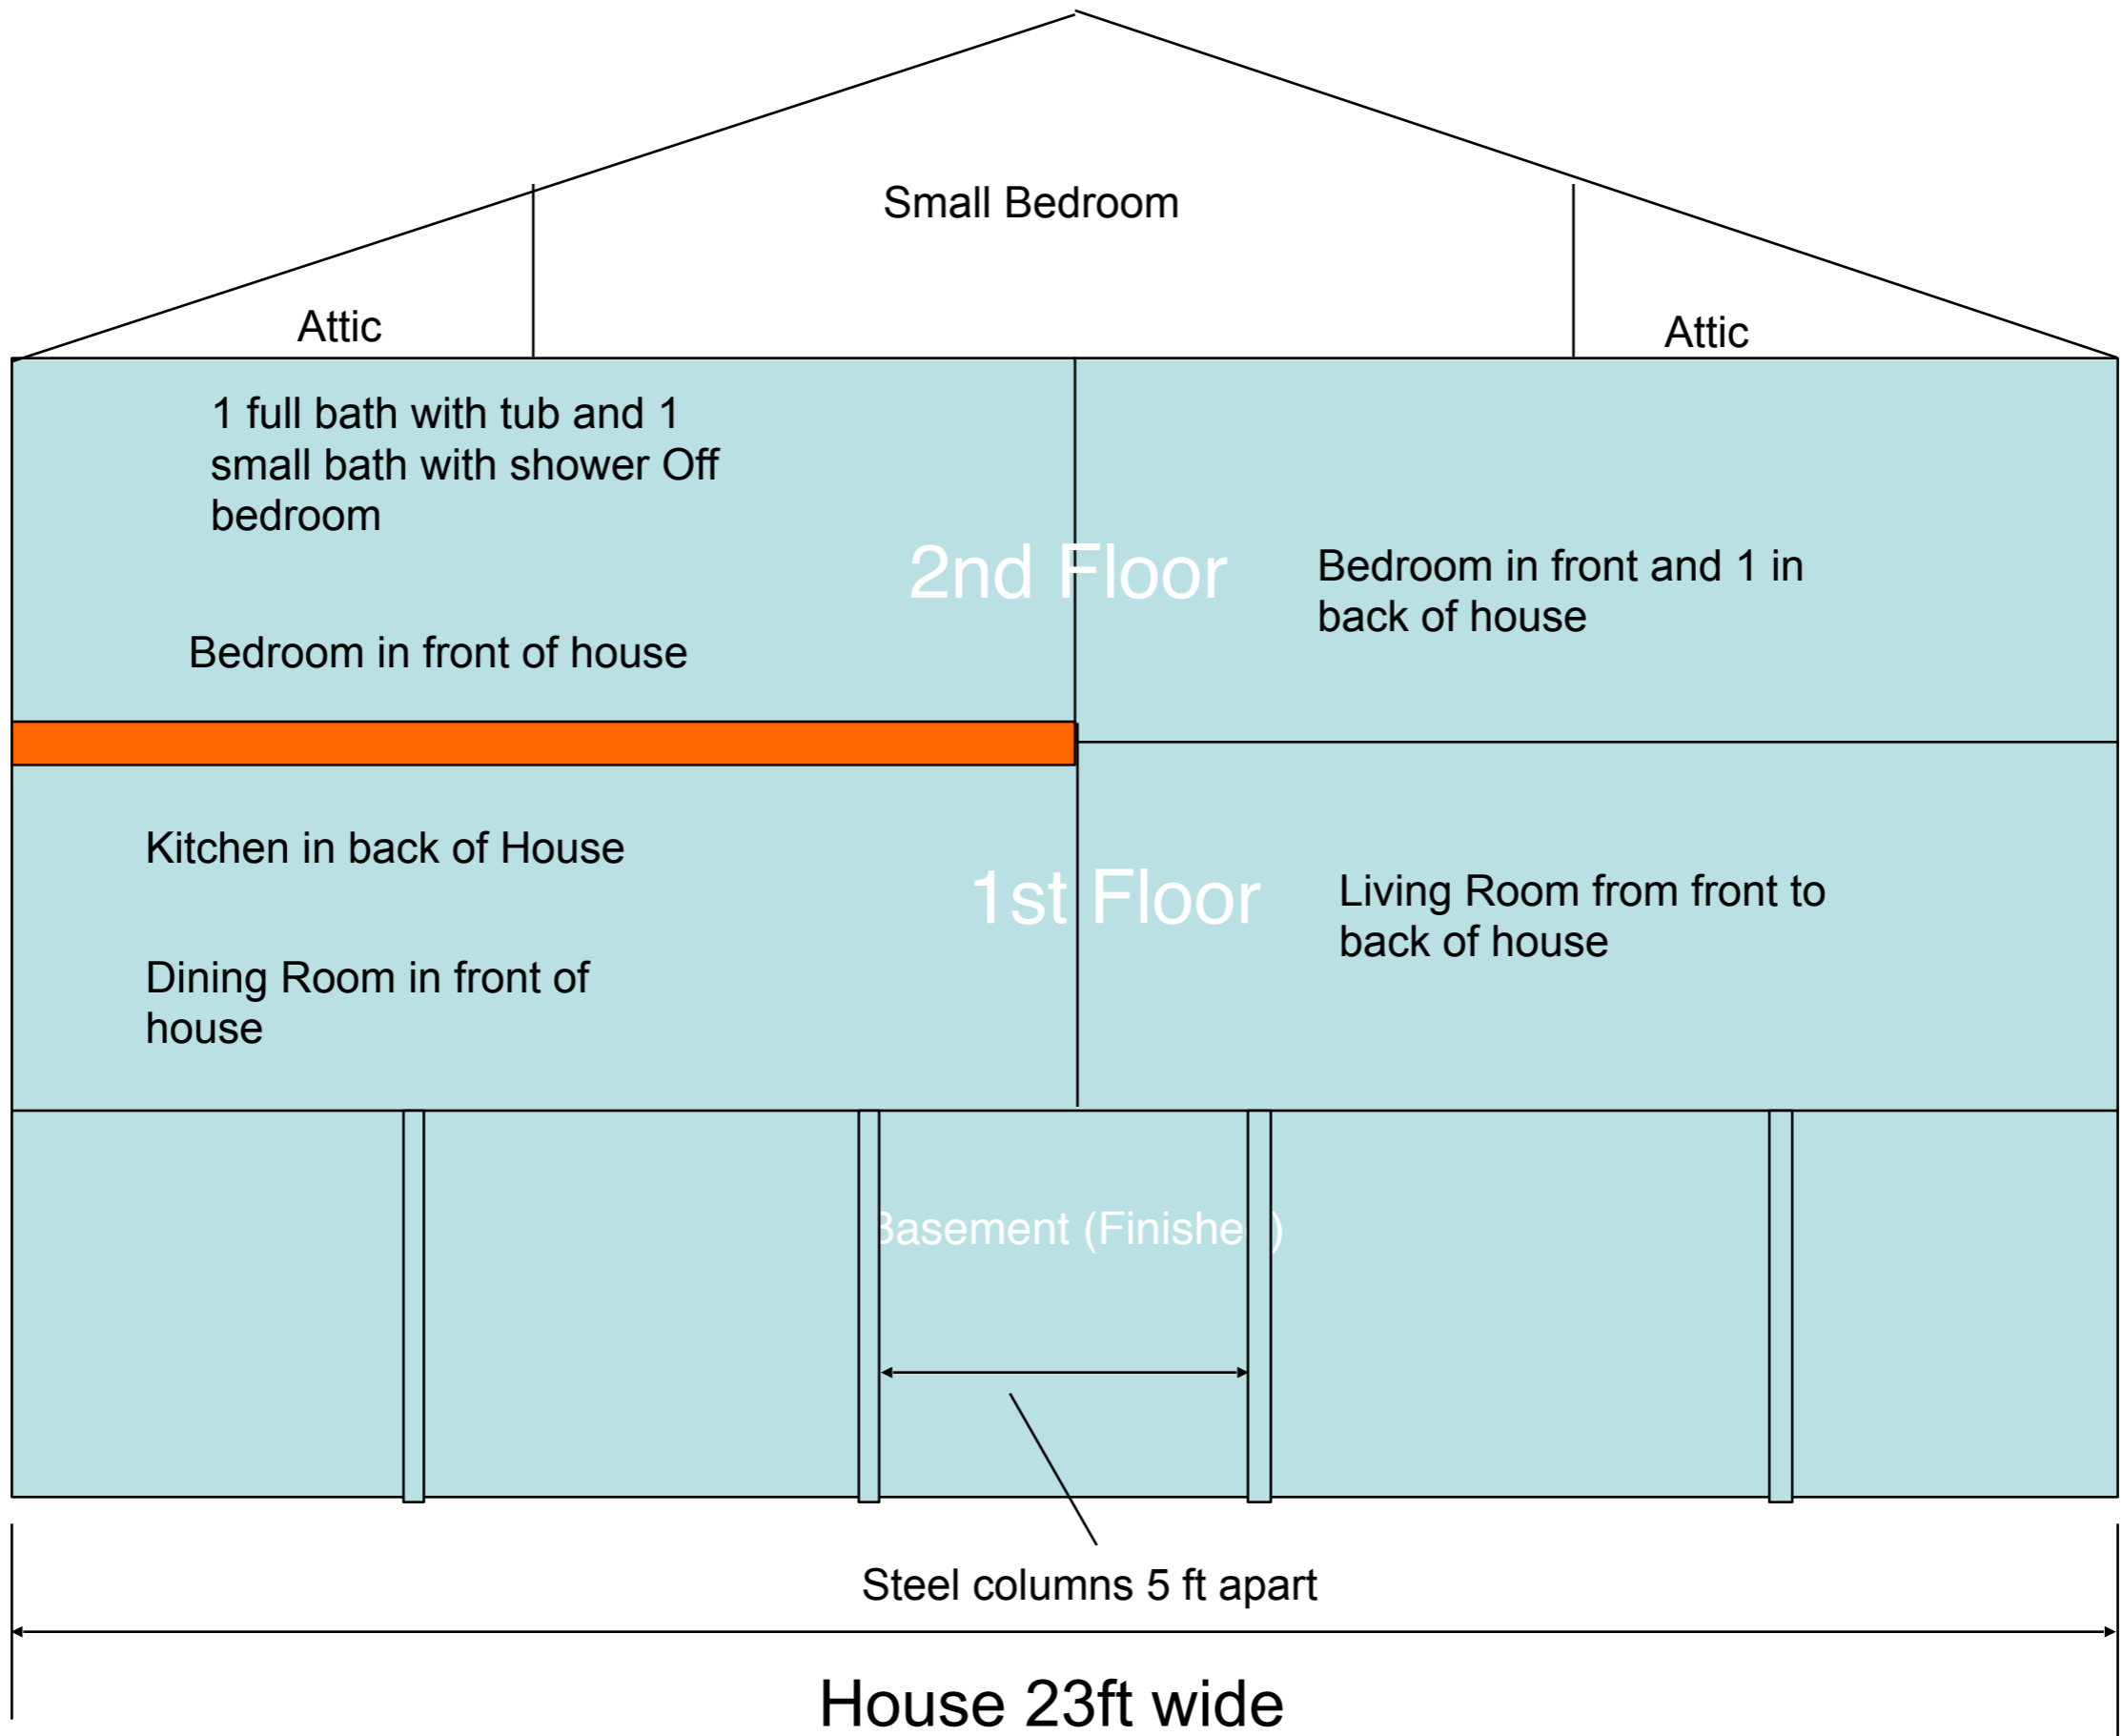 Small Bedroom
Attic
Attic
1 full bath with tub and 1
small bath with shower Off
bedroom
2nd Floor
Bedroom in front and 1 in
back of house
Bedroom in front of house
Kitchen in back of House
1st Floor
Living Room from front to
back of house
Dining Room in front of
house
Basement (Finished)
Steel columns 5 ft apart
House 23ft wide